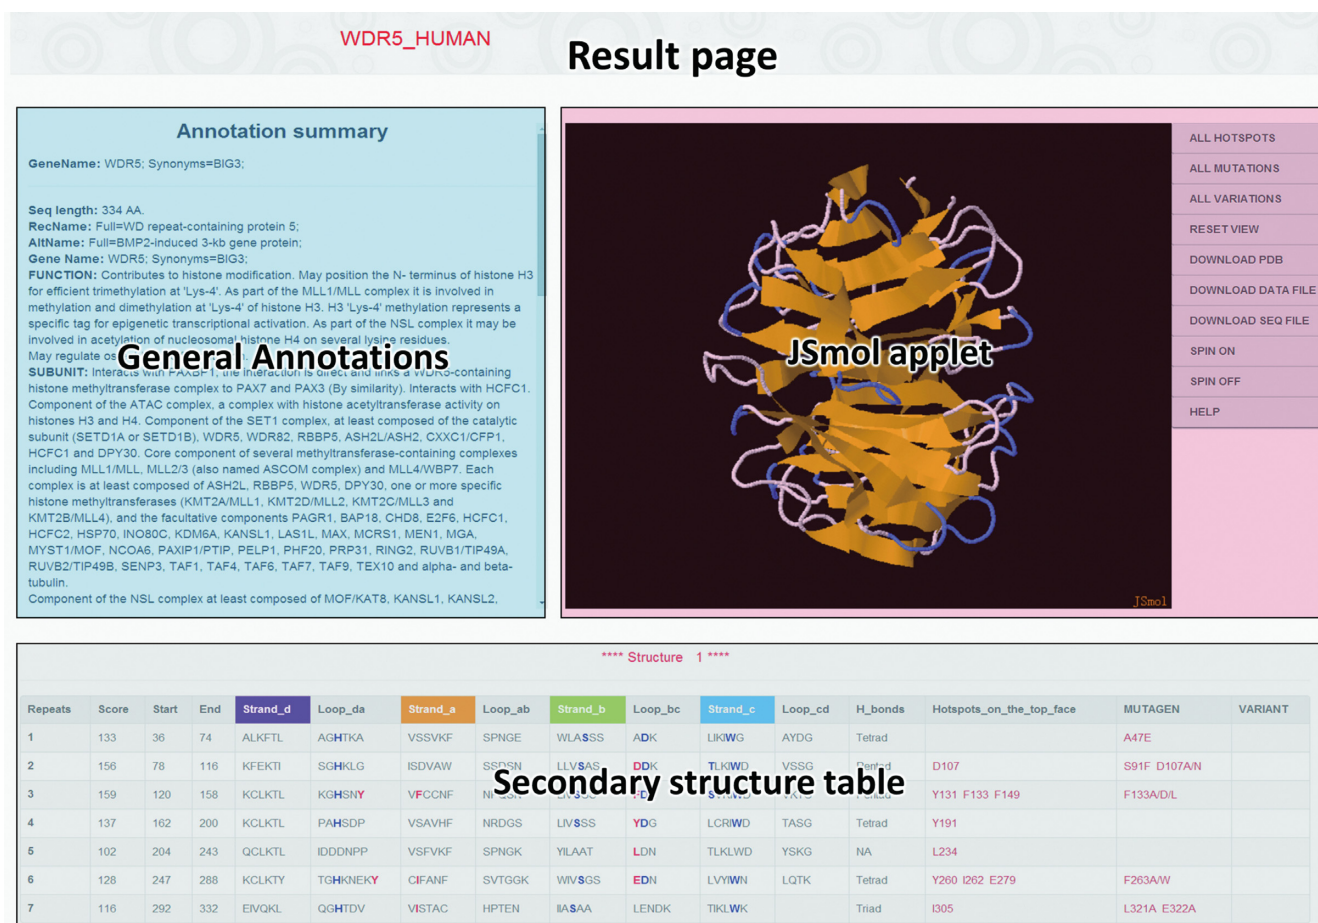 WDR5_HUMAN
Result page
Annotation summary
GeneName: WDR5; Synonyms=BIG3;
Seq length: 334 AA.
RecName: Full=WD repeat-containing protein 5;
AltName: Full=BMP2-induced 3-kb gene protein;
Gene Name: WDR5; Synonyms=BIG3;
FUNCTION: Contributes to histone modification. May position the N- terminus of histone H3
for efficient trimethylation at 'Lys-4'. As part of the MLL1/MLL complex it is involved in
methylation and dimethylation at 'Lys-4' of histone H3. H3 'Lys-4' methylation represents a
specific tag for epigenetic transcriptional activation. As part of the NSL complex it may be
involved in acetylation of nucleosomal histone H4 on several lysine residues.
May regulate
General Annotations
SUBUNIT: Interacts with PAXBP1; the interaction is direct and links a WDR5-containing
histone methyltransferase complex to PAX7 and PAX3 (By similarity). Interacts with HCFC1.
Component of the ATAC complex, a complex with histone acetyltransferase activity on
histones H3 and H4. Component of the SET1 complex, at least composed of the catalytic
subunit (SETD1A or SETD1B), WDR5, WDR82, RBBP5, ASH2L/ASH2, CXXC1/CFP1,
HCFC1 and DPY30. Core component of several methyltransferase-containing complexes
including MLL1/MLL, MLL2/3 (also named ASCOM complex) and MLL4/WBP7. Each
complex is at least composed of ASH2L, RBBP5, WDR5, DPY30, one or more specific
histone methyltransferases (KMT2A/MLL1, KMT2D/MLL2, KMT2C/MLL3 and
KMT2B/MLL4), and the facultative components PAGR1, BAP18, CHD8, E2F6, HCFC1,
HCFC2, HSP70, INO80C, KDM6A, KANSL1, LAS1L, MAX, MCRS1, MEN1, MGA,
MYST1/MOF, NCOA6, PAXIP1/PTIP, PELP1, PHF20, PRP31, RING2, RUVB1/TIP49A,
RUVB2/TIP49B, SENP3, TAF1, TAF4, TAF6, TAF7, TAF9, TEX10 and alpha- and beta-
tubulin.
Component of the NSL complex at least composed of MOF/KAT8, KANSL1, KANSL2,
JSmol applet
JSmol
ALL HOTSPOTS
ALL MUTATIONS
ALL VARIATIONS
RESET VIEW
DOWNLOAD PDB
DOWNLOAD DATA FILE
DOWNLOAD SEQ FILE
SPIN ON
SPIN OFF
HELP
**** Structure 1 ****
Repeats Score Start End Strand_d Loop_da Strand_a Loop_ab Strand_b Loop_bc Strand_c Loop_cd H_bonds Hotspots_on_the_top_face MUTAGEN VARIANT
1 133 36 74 ALKFTL AGHTKA VSSVKF SPNGE WLASSS ADK LIKIWG AYDG Tetrad A47E
2 156 78 116 KFEKTI SGHKLG ISDVAW SSDSN LLVSAS DDK TLKIWD VSSG Pentad D107 S91F D107A/N
Secondary structure table
3 159 120 158 KCLKTL KGHSNY VFCCNF Y131 F133 F149 F133A/D/L
4 137 162 200 KCLKTL PAHSDP VSAVHF NRDGS LIVSSS YDG LCRIWD TASG Tetrad Y191
5 102 204 243 QCLKTL IDDDNPP VSFVKF SPNGK YILAAT LDN TLKLWD YSKG NA L234
6 128 247 288 KCLKTY TGHKNEKY CIFANF SVTGGK WIVSGS EDN LVYIWN LQTK Tetrad Y260 I262 E279 F263A/W
7 116 292 332 EIVQKL QGHTDV VISTAC HPTEN IIASAA LENDK TIKLWK Triad I305 L321A E322A